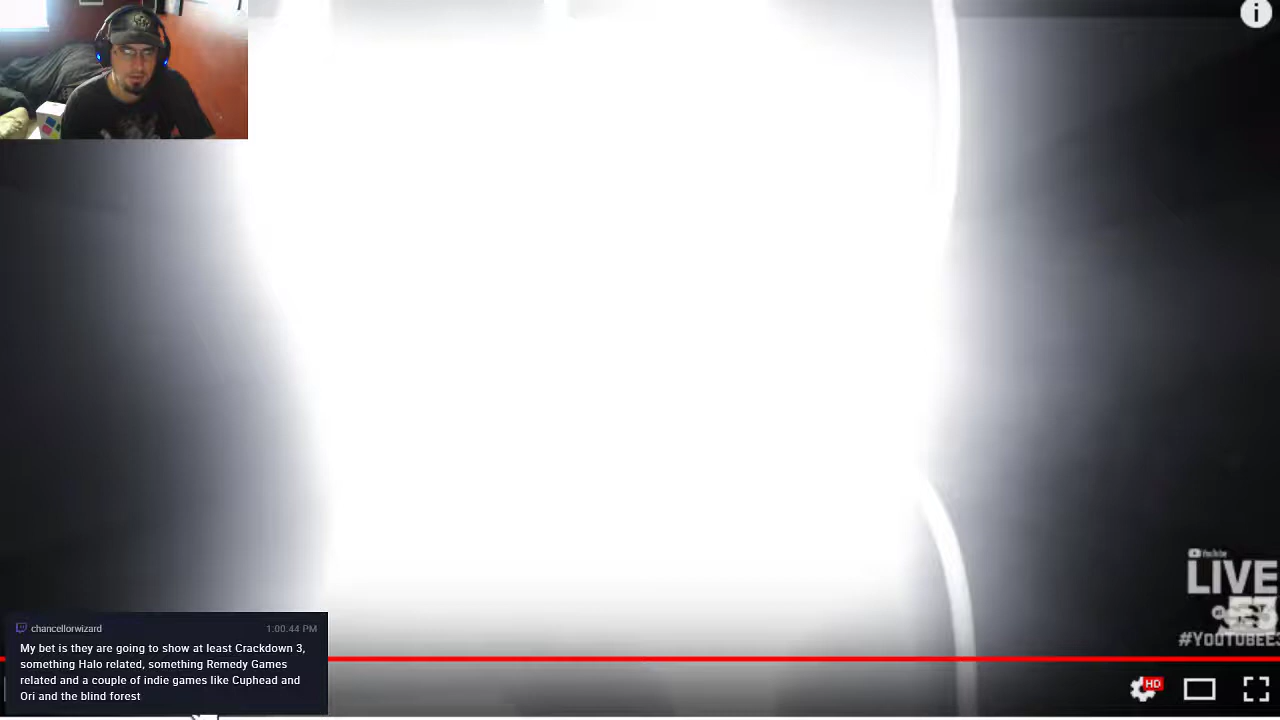 YouTube
LIVE
E3
#YOUTUBEE3
chancellorwizard
1:00:44 PM
My bet is they are going to show at least Crackdown 3,
something Halo related, something Remedy Games
related and a couple of indie games like Cuphead and
Ori and the blind forest
HD